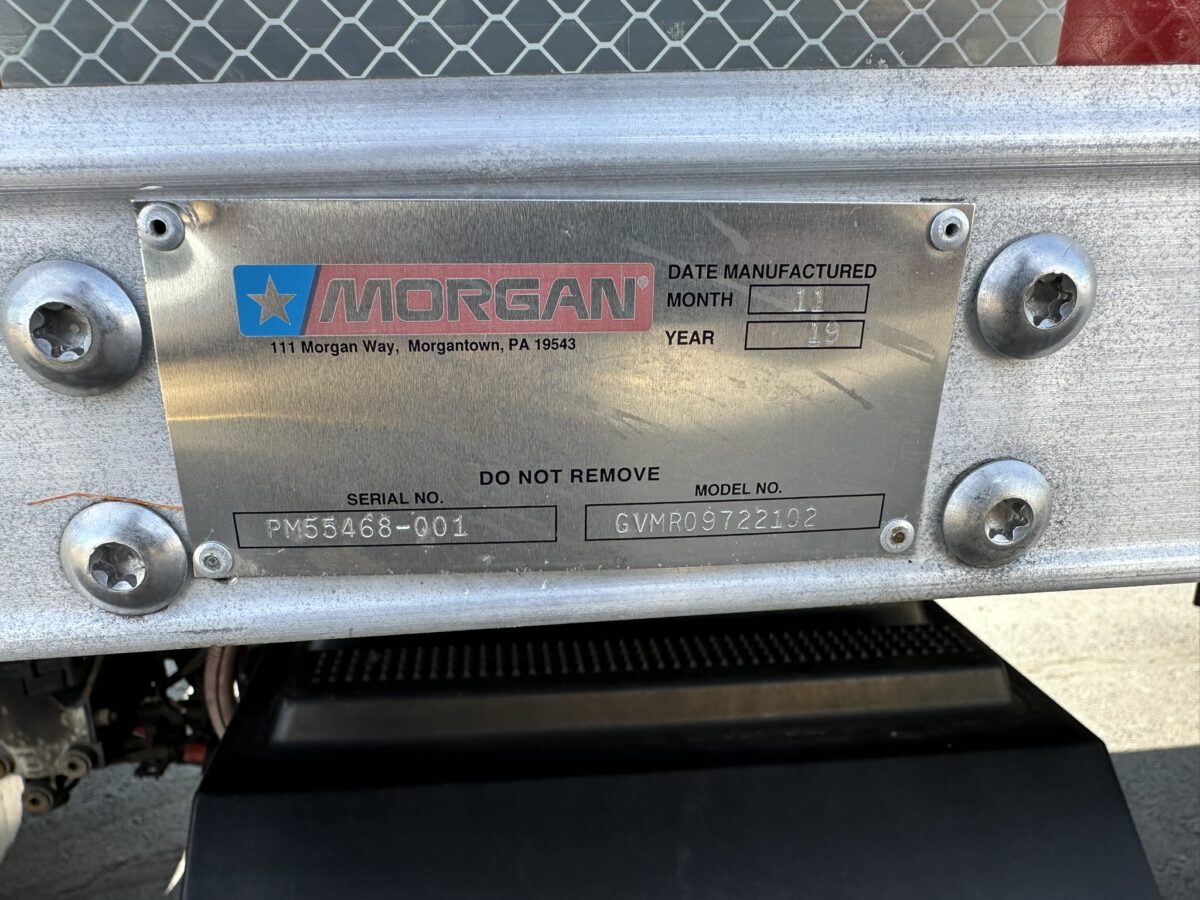 MORGAN®
111 Morgan Way, Morgantown, PA 19543
DATE MANUFACTURED
MONTH 11
YEAR 19
DO NOT REMOVE
SERIAL NO.
PM55468-001
MODEL NO.
GVMR09722102